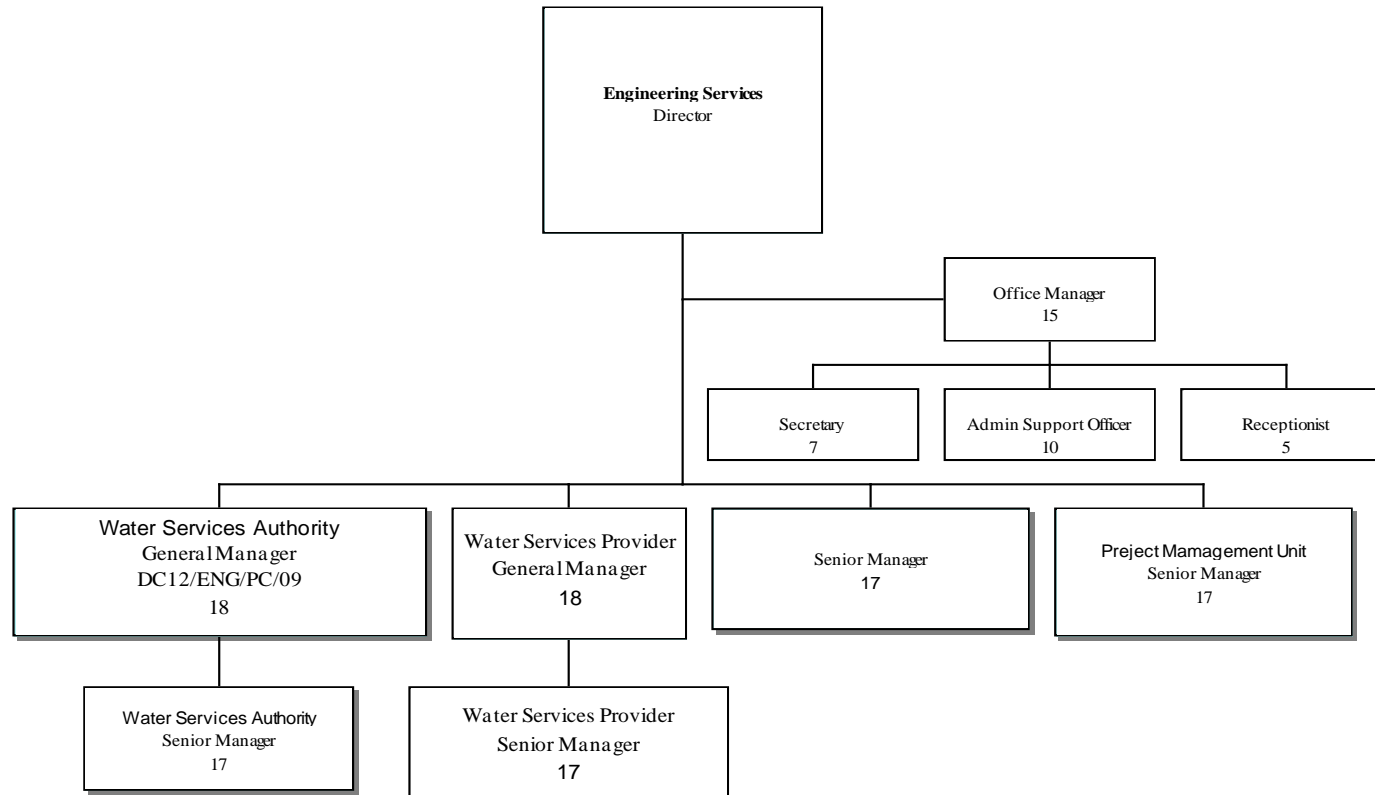 Engineering Services
Director
Office Manager
15
Secretary
7
Admin Support Officer
10
Receptionist
5
Water Services Authority
General Manager
DC12/ENG/PC/09
18
Water Services Provider
General Manager
18
Senior Manager
17
Preject Mamagement Unit
Senior Manager
17
Water Services Authority
Senior Manager
17
Water Services Provider
Senior Manager
17